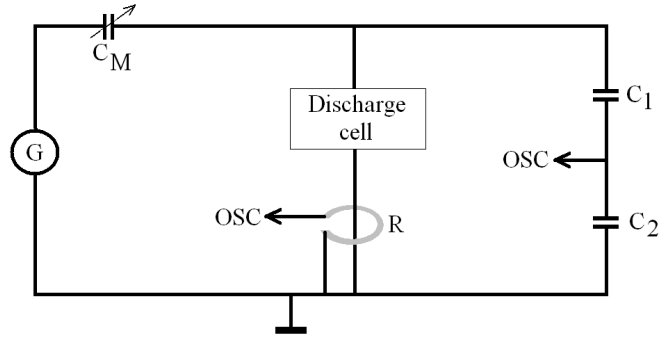 C_M
Discharge
cell
C_1
G
OSC
OSC
R
C_2